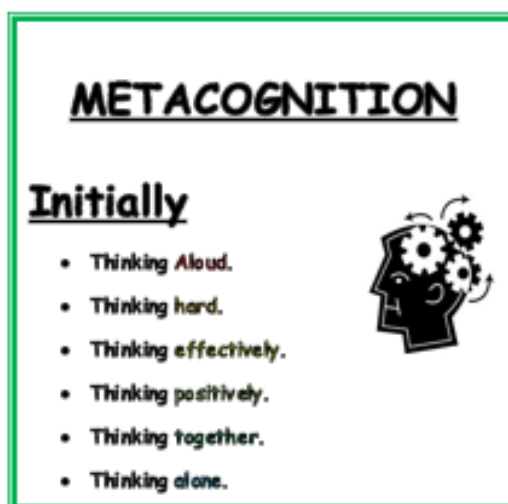 METACOGNITION
Initially
• Thinking Aloud.
• Thinking hard.
• Thinking effectively.
• Thinking positively.
• Thinking together.
• Thinking alone.